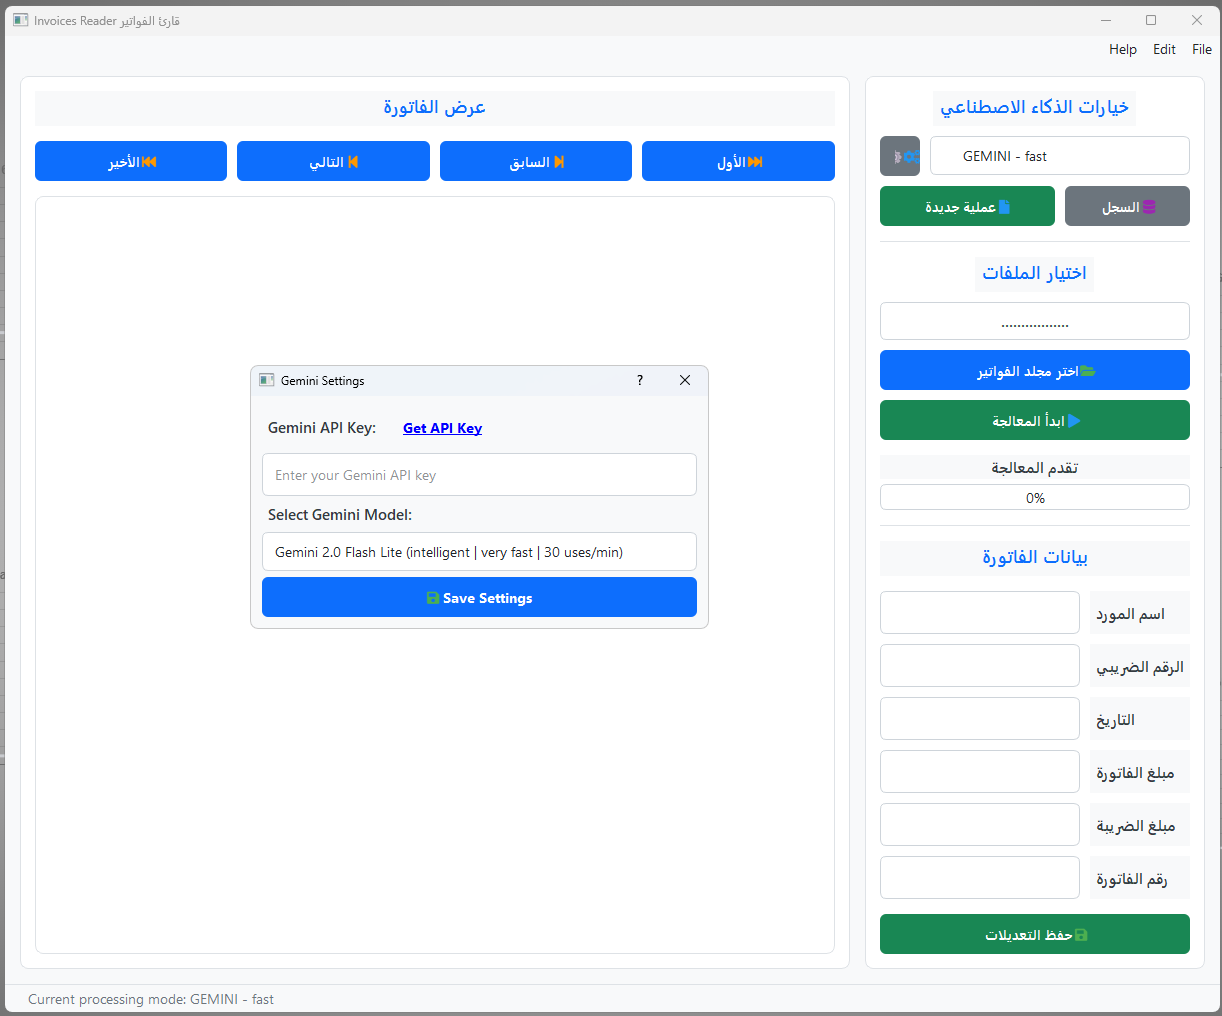 Invoices Reader قارئ الفواتير
Help Edit File
خيارات الذكاء الاصطناعي
GEMINI - fast
السجل
عملية جديدة
اختيار الملفات
.................
اختر مجلد الفواتير
ابدأ المعالجة
تقدم المعالجة
0%
بيانات الفاتورة
اسم المورد
الرقم الضريبي
التاريخ
مبلغ الفاتورة
مبلغ الضريبة
رقم الفاتورة
حفظ التعديلات
عرض الفاتورة
الأول
السابق
التالي
الأخير
Gemini Settings ?
Gemini API Key: Get API Key
Enter your Gemini API key
Select Gemini Model:
Gemini 2.0 Flash Lite (intelligent | very fast | 30 uses/min)
Save Settings
Current processing mode: GEMINI - fast